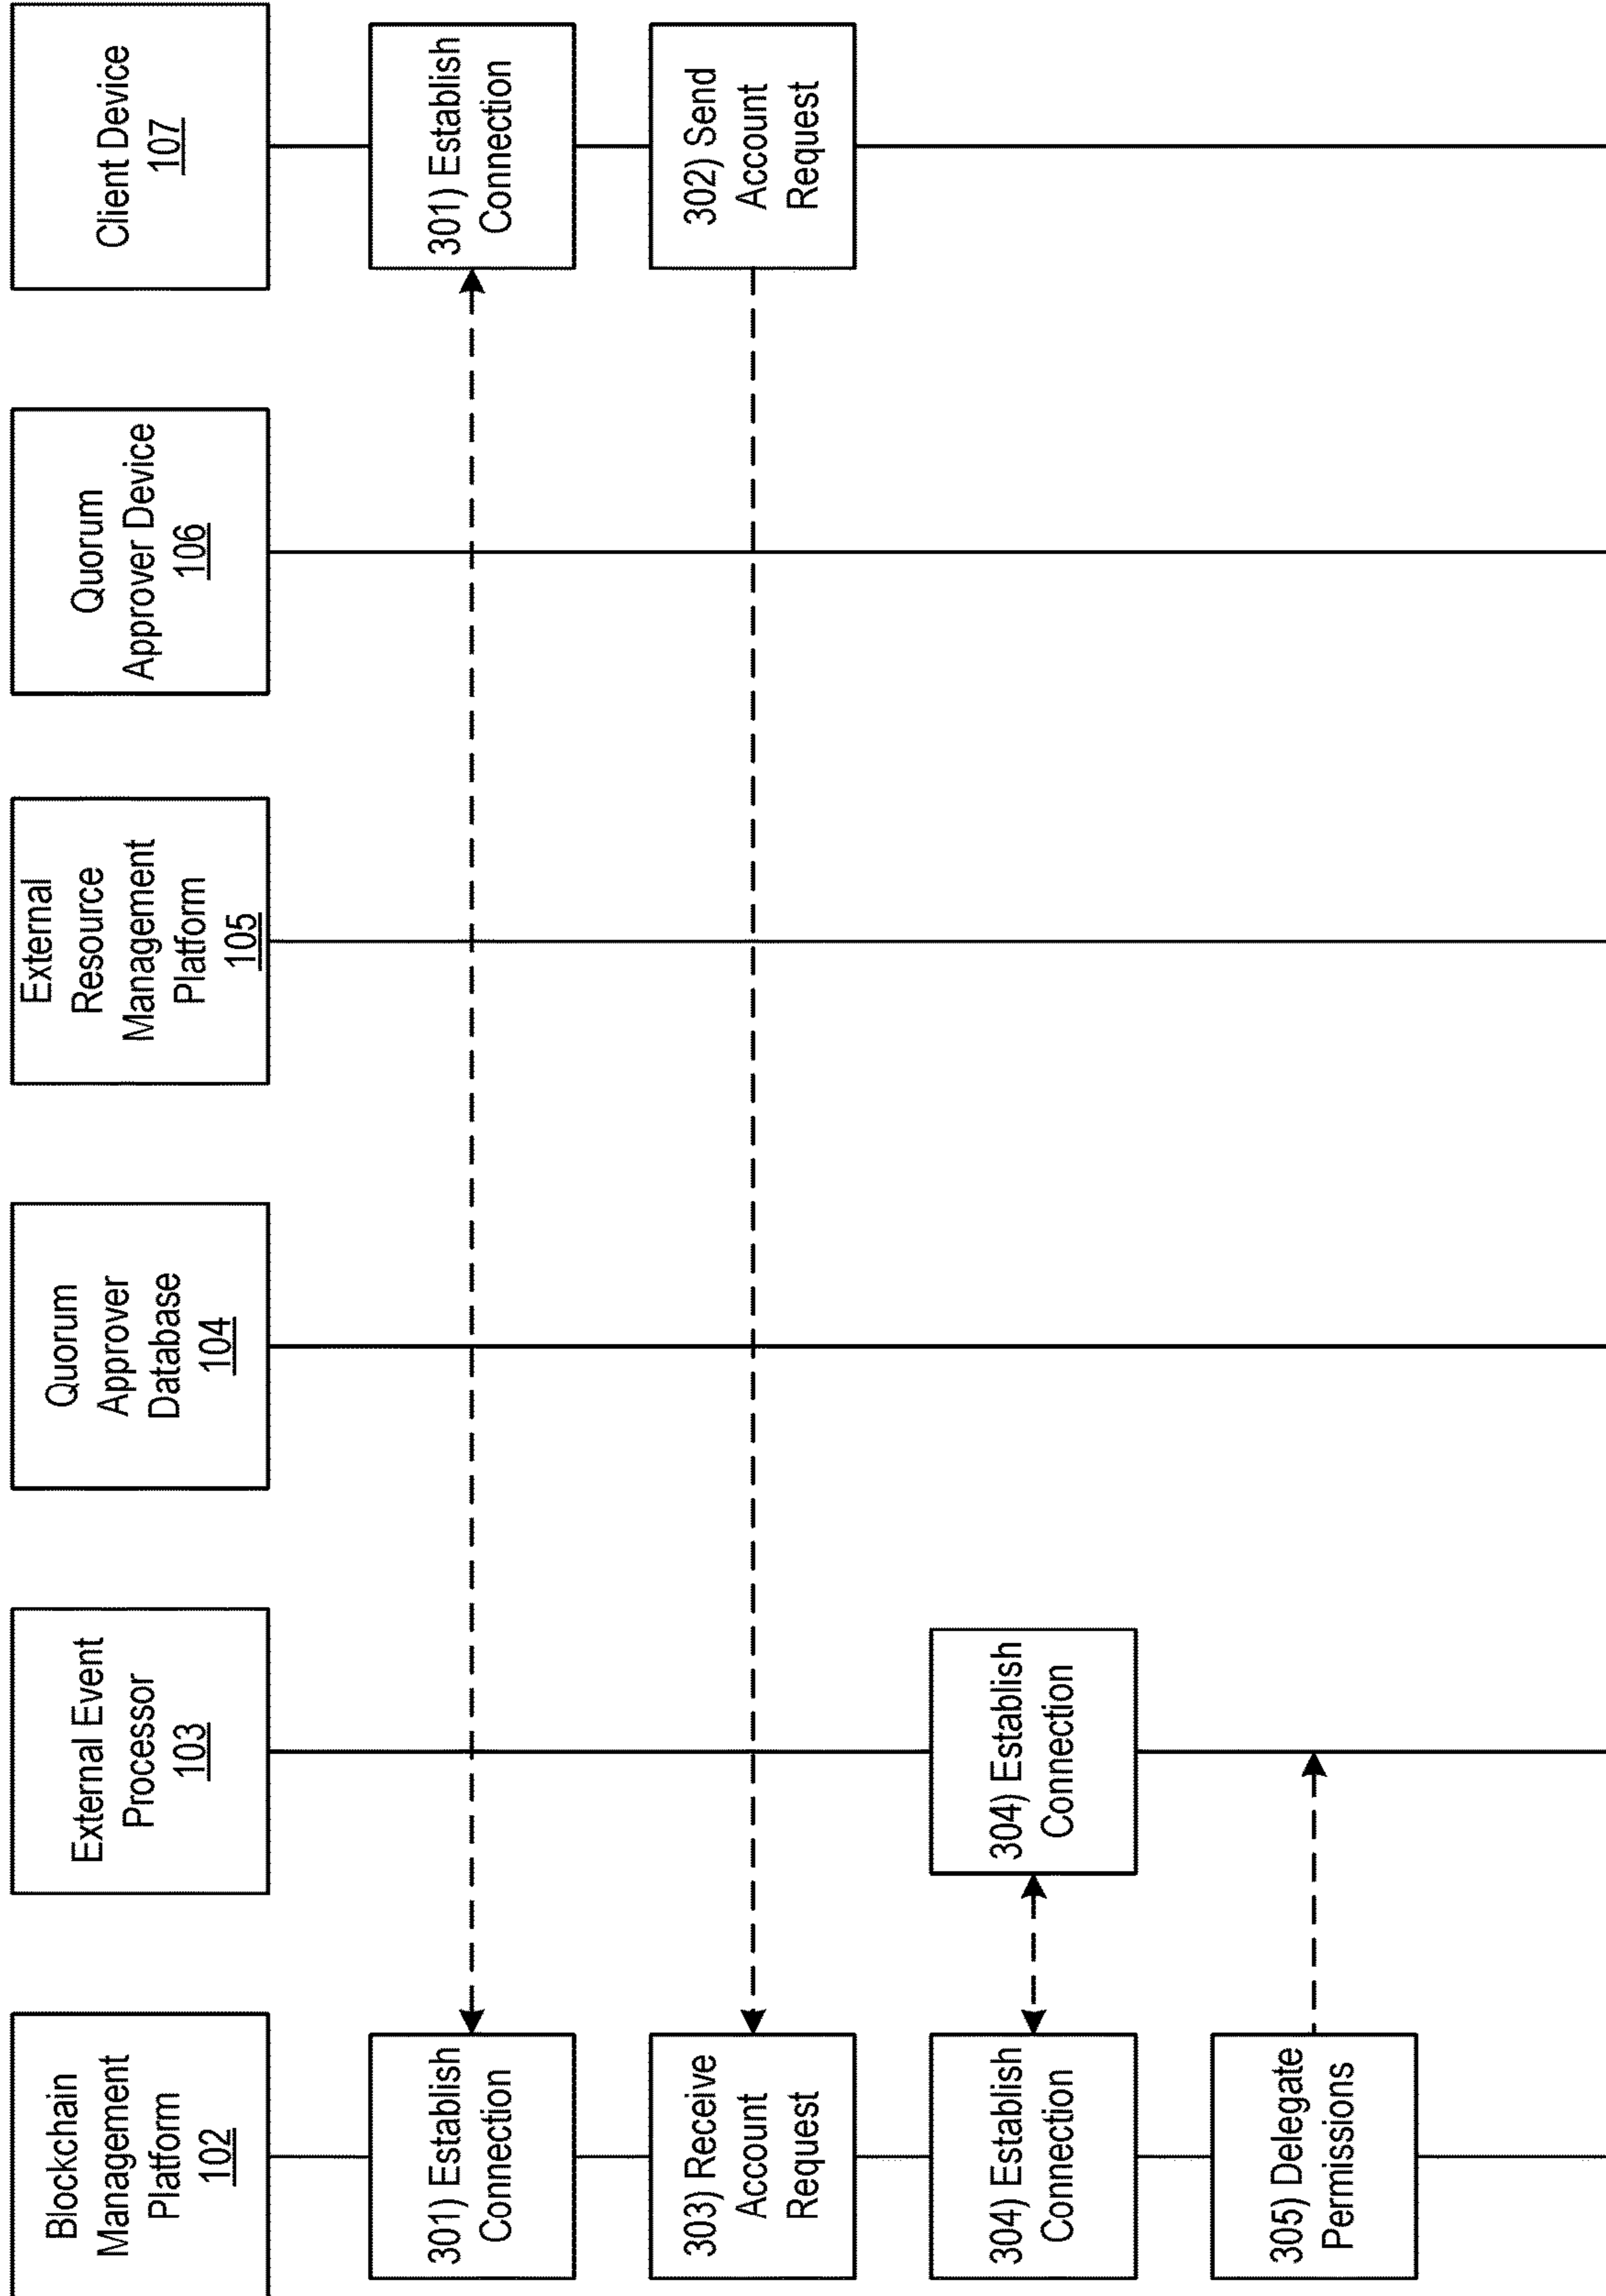 Blockchain
Management
Platform
102
External Event
Processor
103
Quorum
Approver
Database
104
External
Resource
Management
Platform
105
Quorum
Approver Device
106
Client Device
107
301) Establish
Connection
301) Establish
Connection
303) Receive
Account
Request
302) Send
Account
Request
304) Establish
Connection
304) Establish
Connection
305) Delegate
Permissions